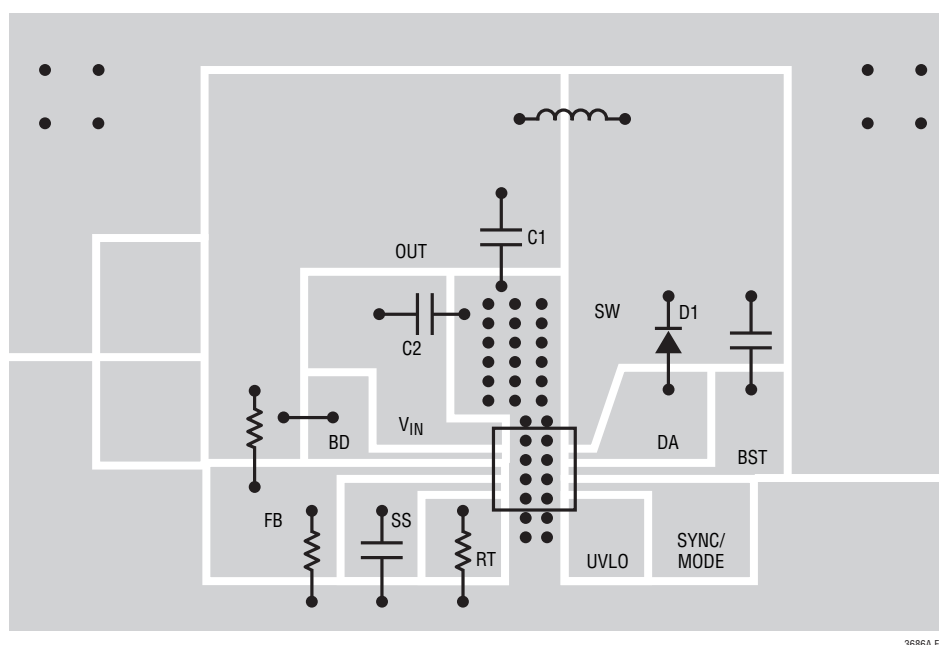 C1
OUT
SW
D1
C2
BD
VIN
DA
BST
FB
SS
RT
UVLO
SYNC/
MODE